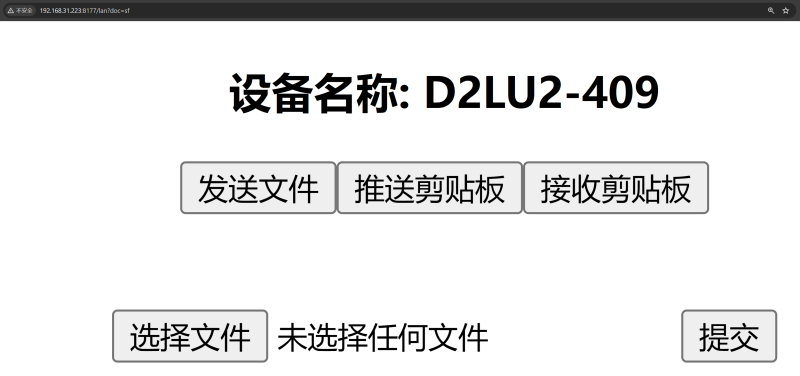 不安全 192.168.31.223:8177/lan?doc=sf
设备名称: D2LU2-409
发送文件 推送剪贴板 接收剪贴板
选择文件 未选择任何文件 提交